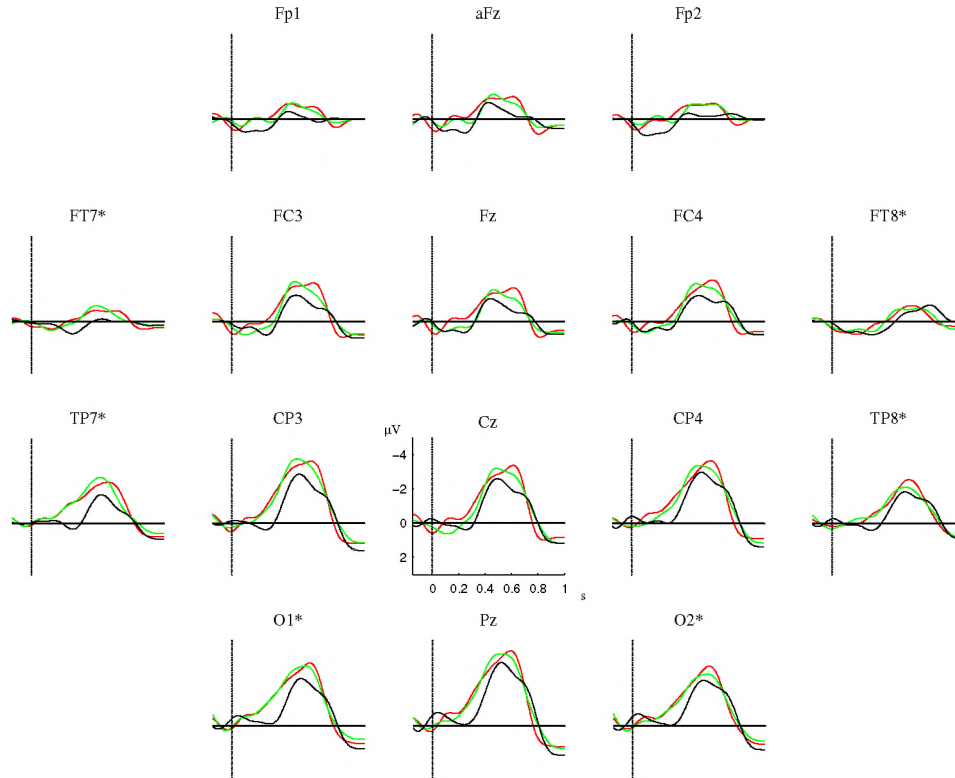 Fp1 aFz Fp2
FT7* FC3 Fz FC4 FT8*
TP7* CP3 Cz CP4 TP8*
μV
−4
−2
0
2
0 0.2 0.4 0.6 0.8 1
s
O1* Pz O2*